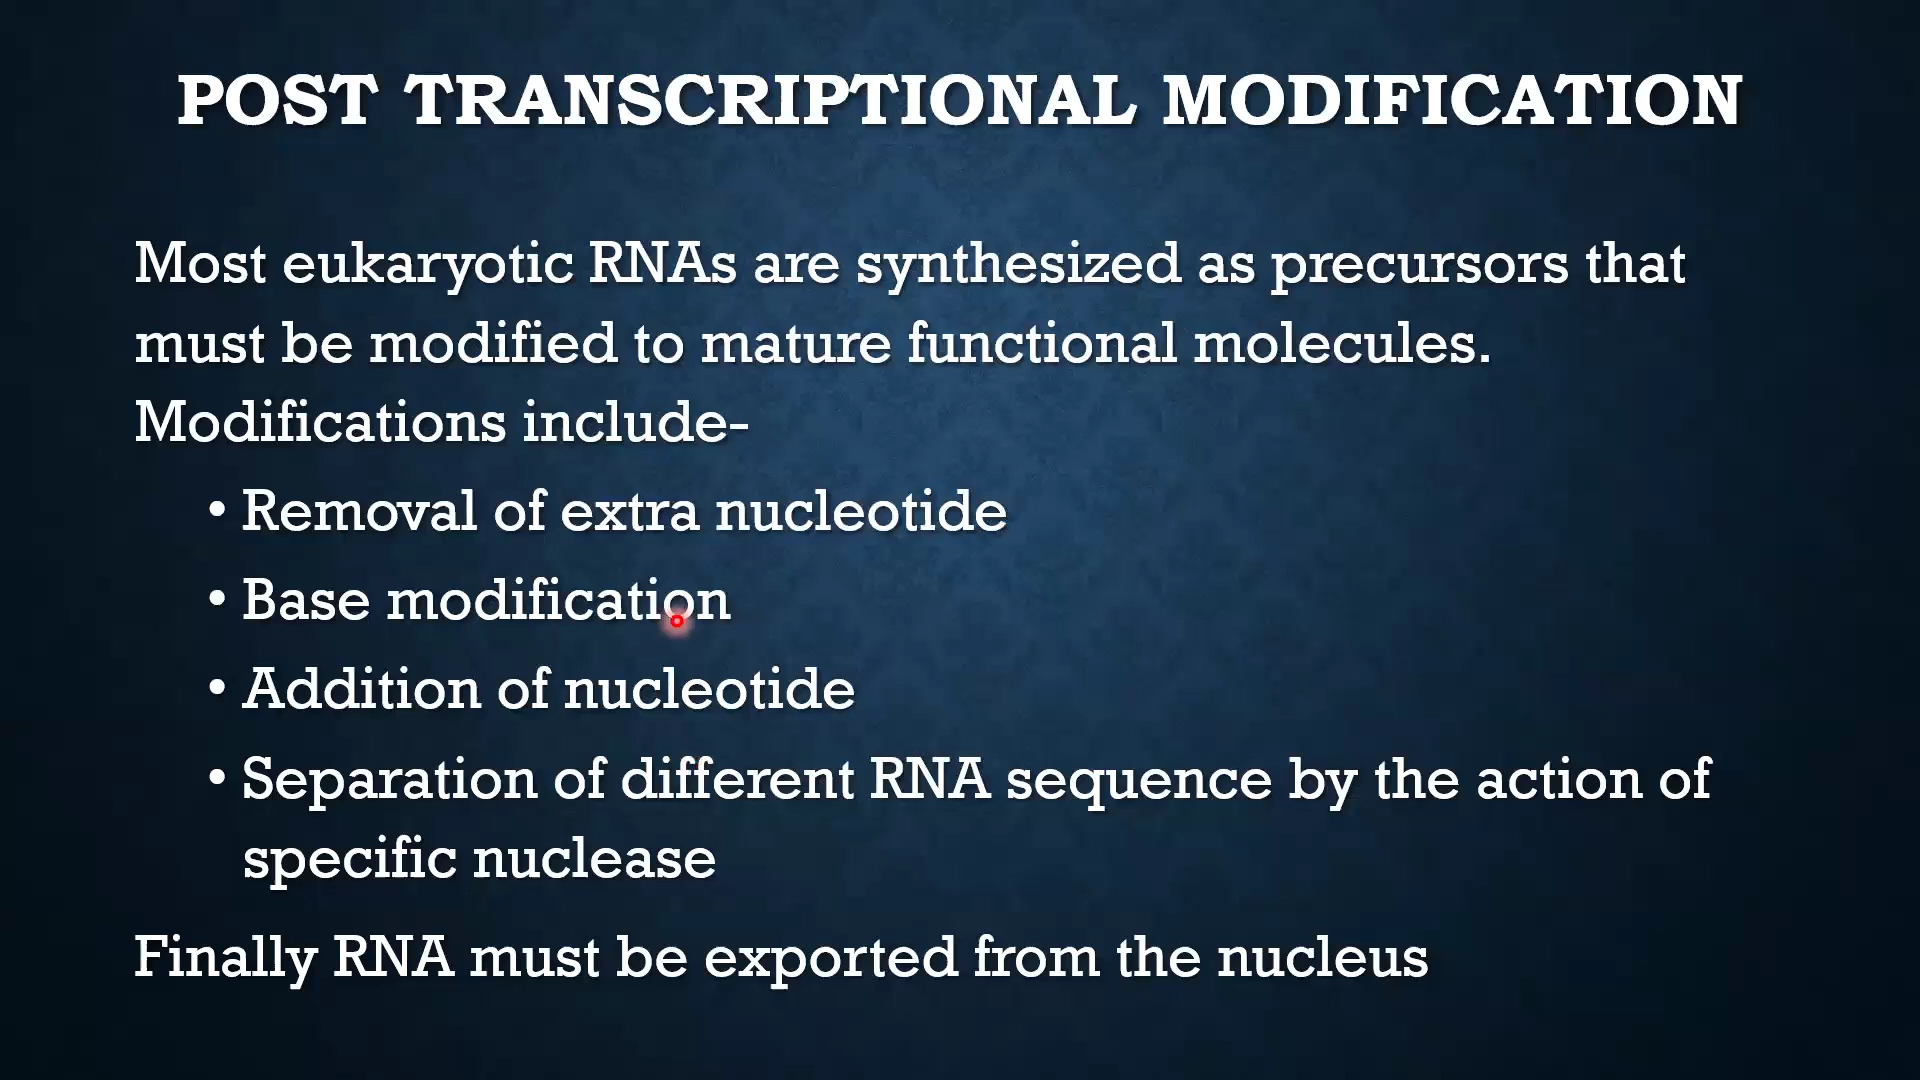 POST TRANSCRIPTIONAL MODIFICATION
Most eukaryotic RNAs are synthesized as precursors that
must be modified to mature functional molecules.
Modifications include-
• Removal of extra nucleotide
• Base modification
• Addition of nucleotide
• Separation of different RNA sequence by the action of
specific nuclease
Finally RNA must be exported from the nucleus